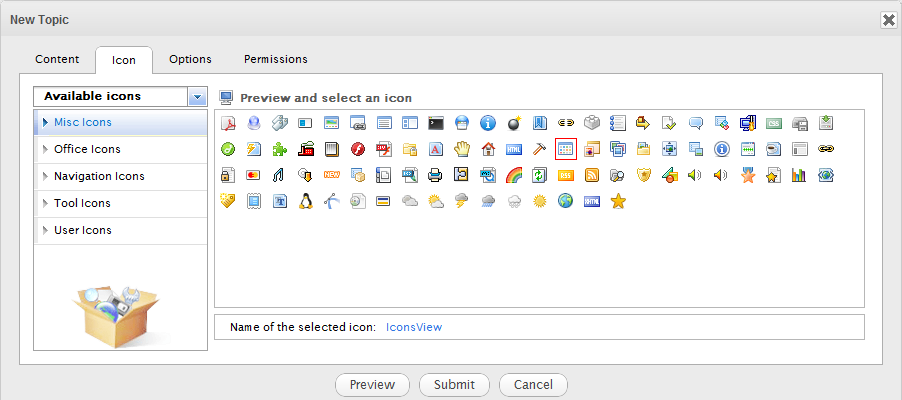 New Topic
Content Icon Options Permissions
Available icons
Preview and select an icon
Misc Icons
Office Icons
Navigation Icons
Tool Icons
User Icons
Name of the selected icon: IconsView
Preview Submit Cancel